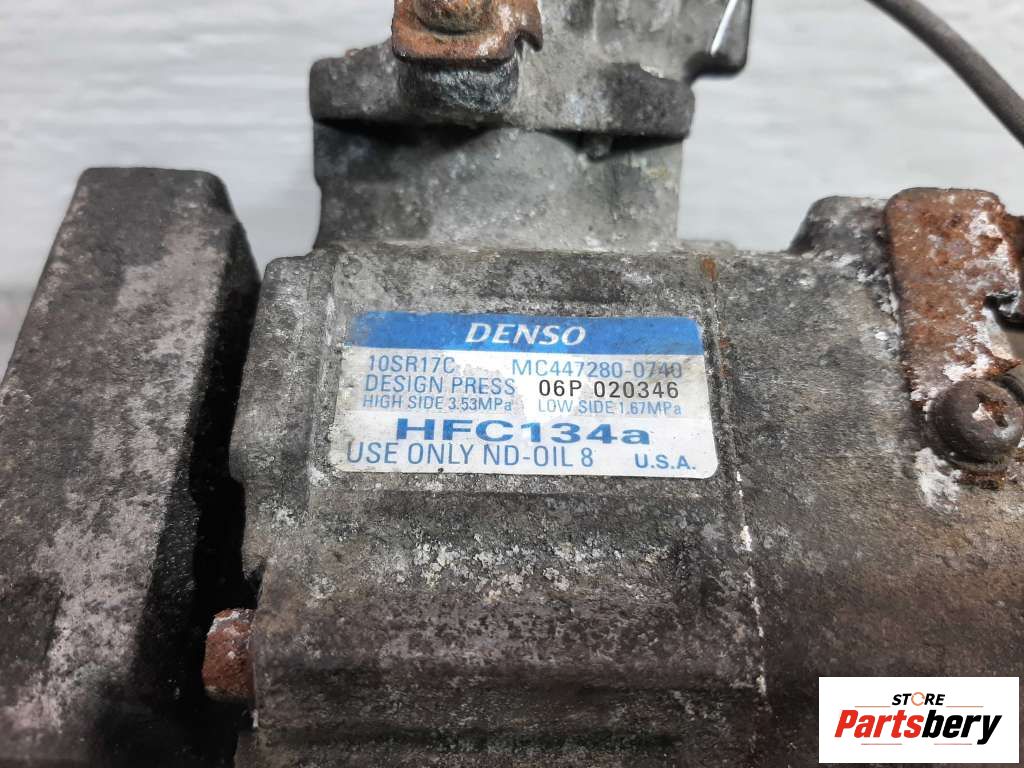 DENSO
10SR17C MC447280-0740
DESIGN PRESS 06P 020346
HIGH SIDE 3.53MPa LOW SIDE 1.67MPa
HFC134a
USE ONLY ND-OIL 8 U.S.A.
STORE
Partsbery